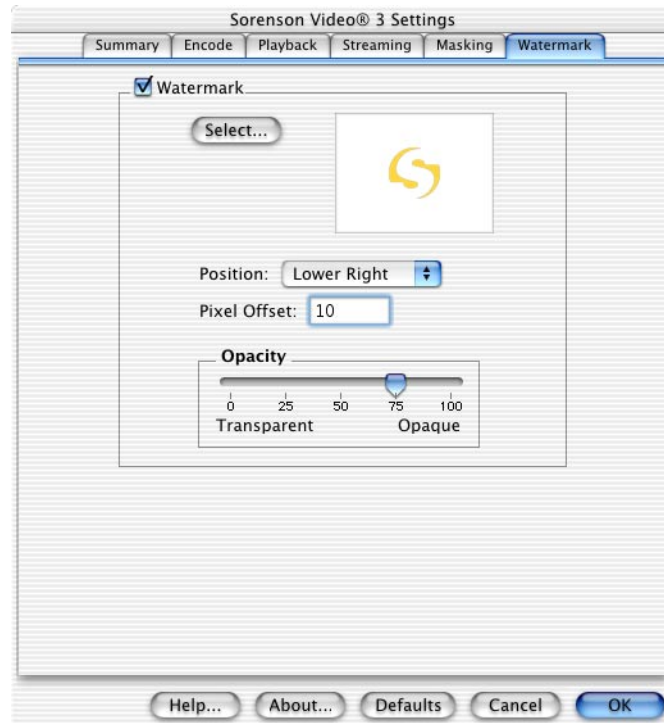 Sorenson Video® 3 Settings
Summary Encode Playback Streaming Masking Watermark
Watermark
Select...
Position: Lower Right
Pixel Offset: 10
Opacity
0 25 50 75 100
Transparent Opaque
Help... About... Defaults Cancel OK